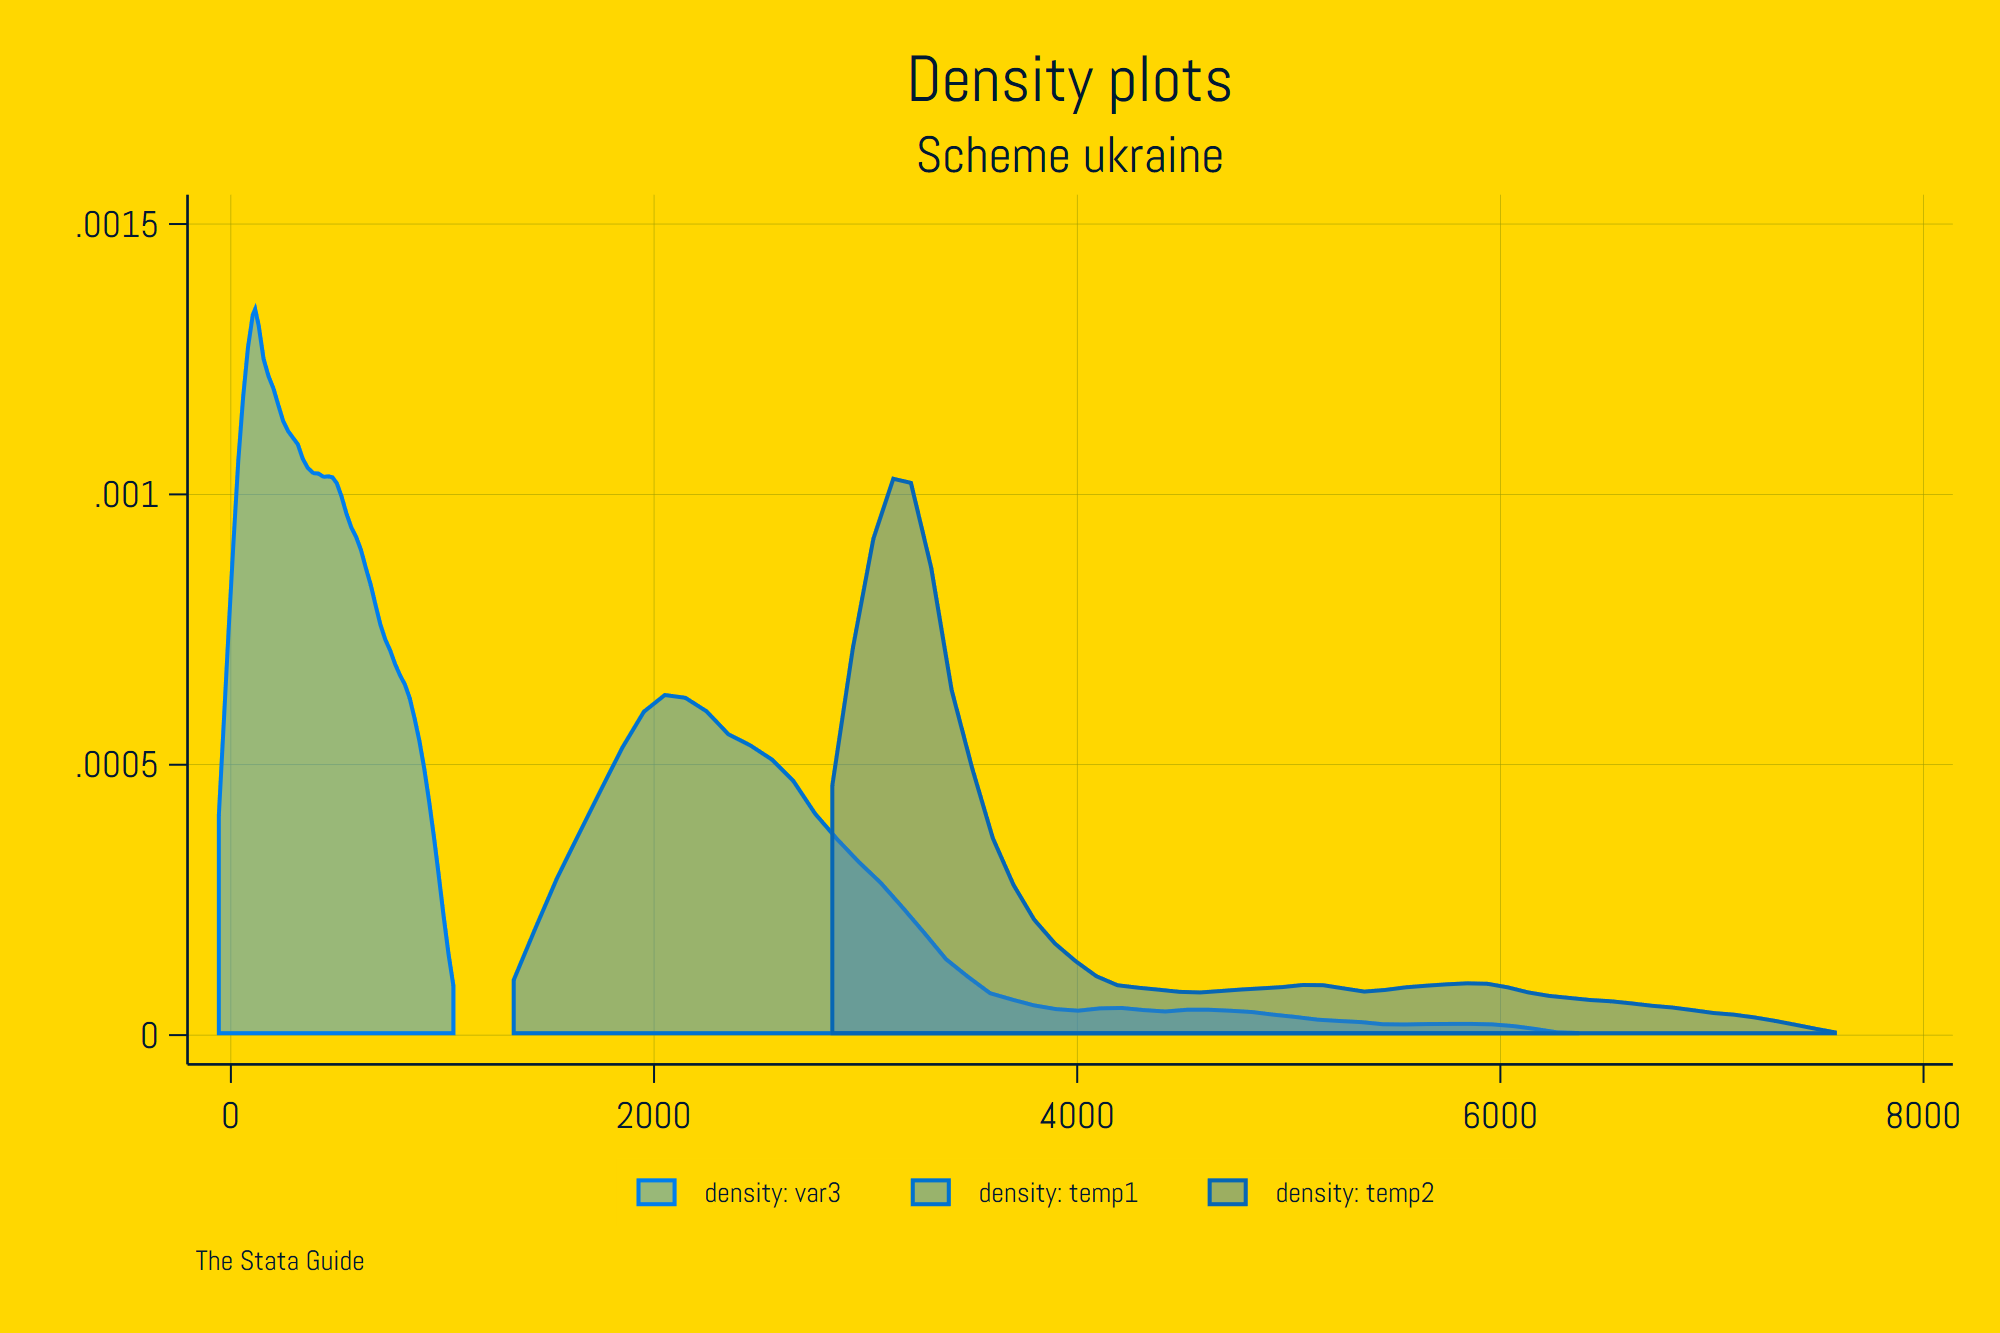 Density plots
Scheme ukraine
.0015
.001
.0005
0
0 2000 4000 6000 8000
density: var3 density: temp1 density: temp2
The Stata Guide